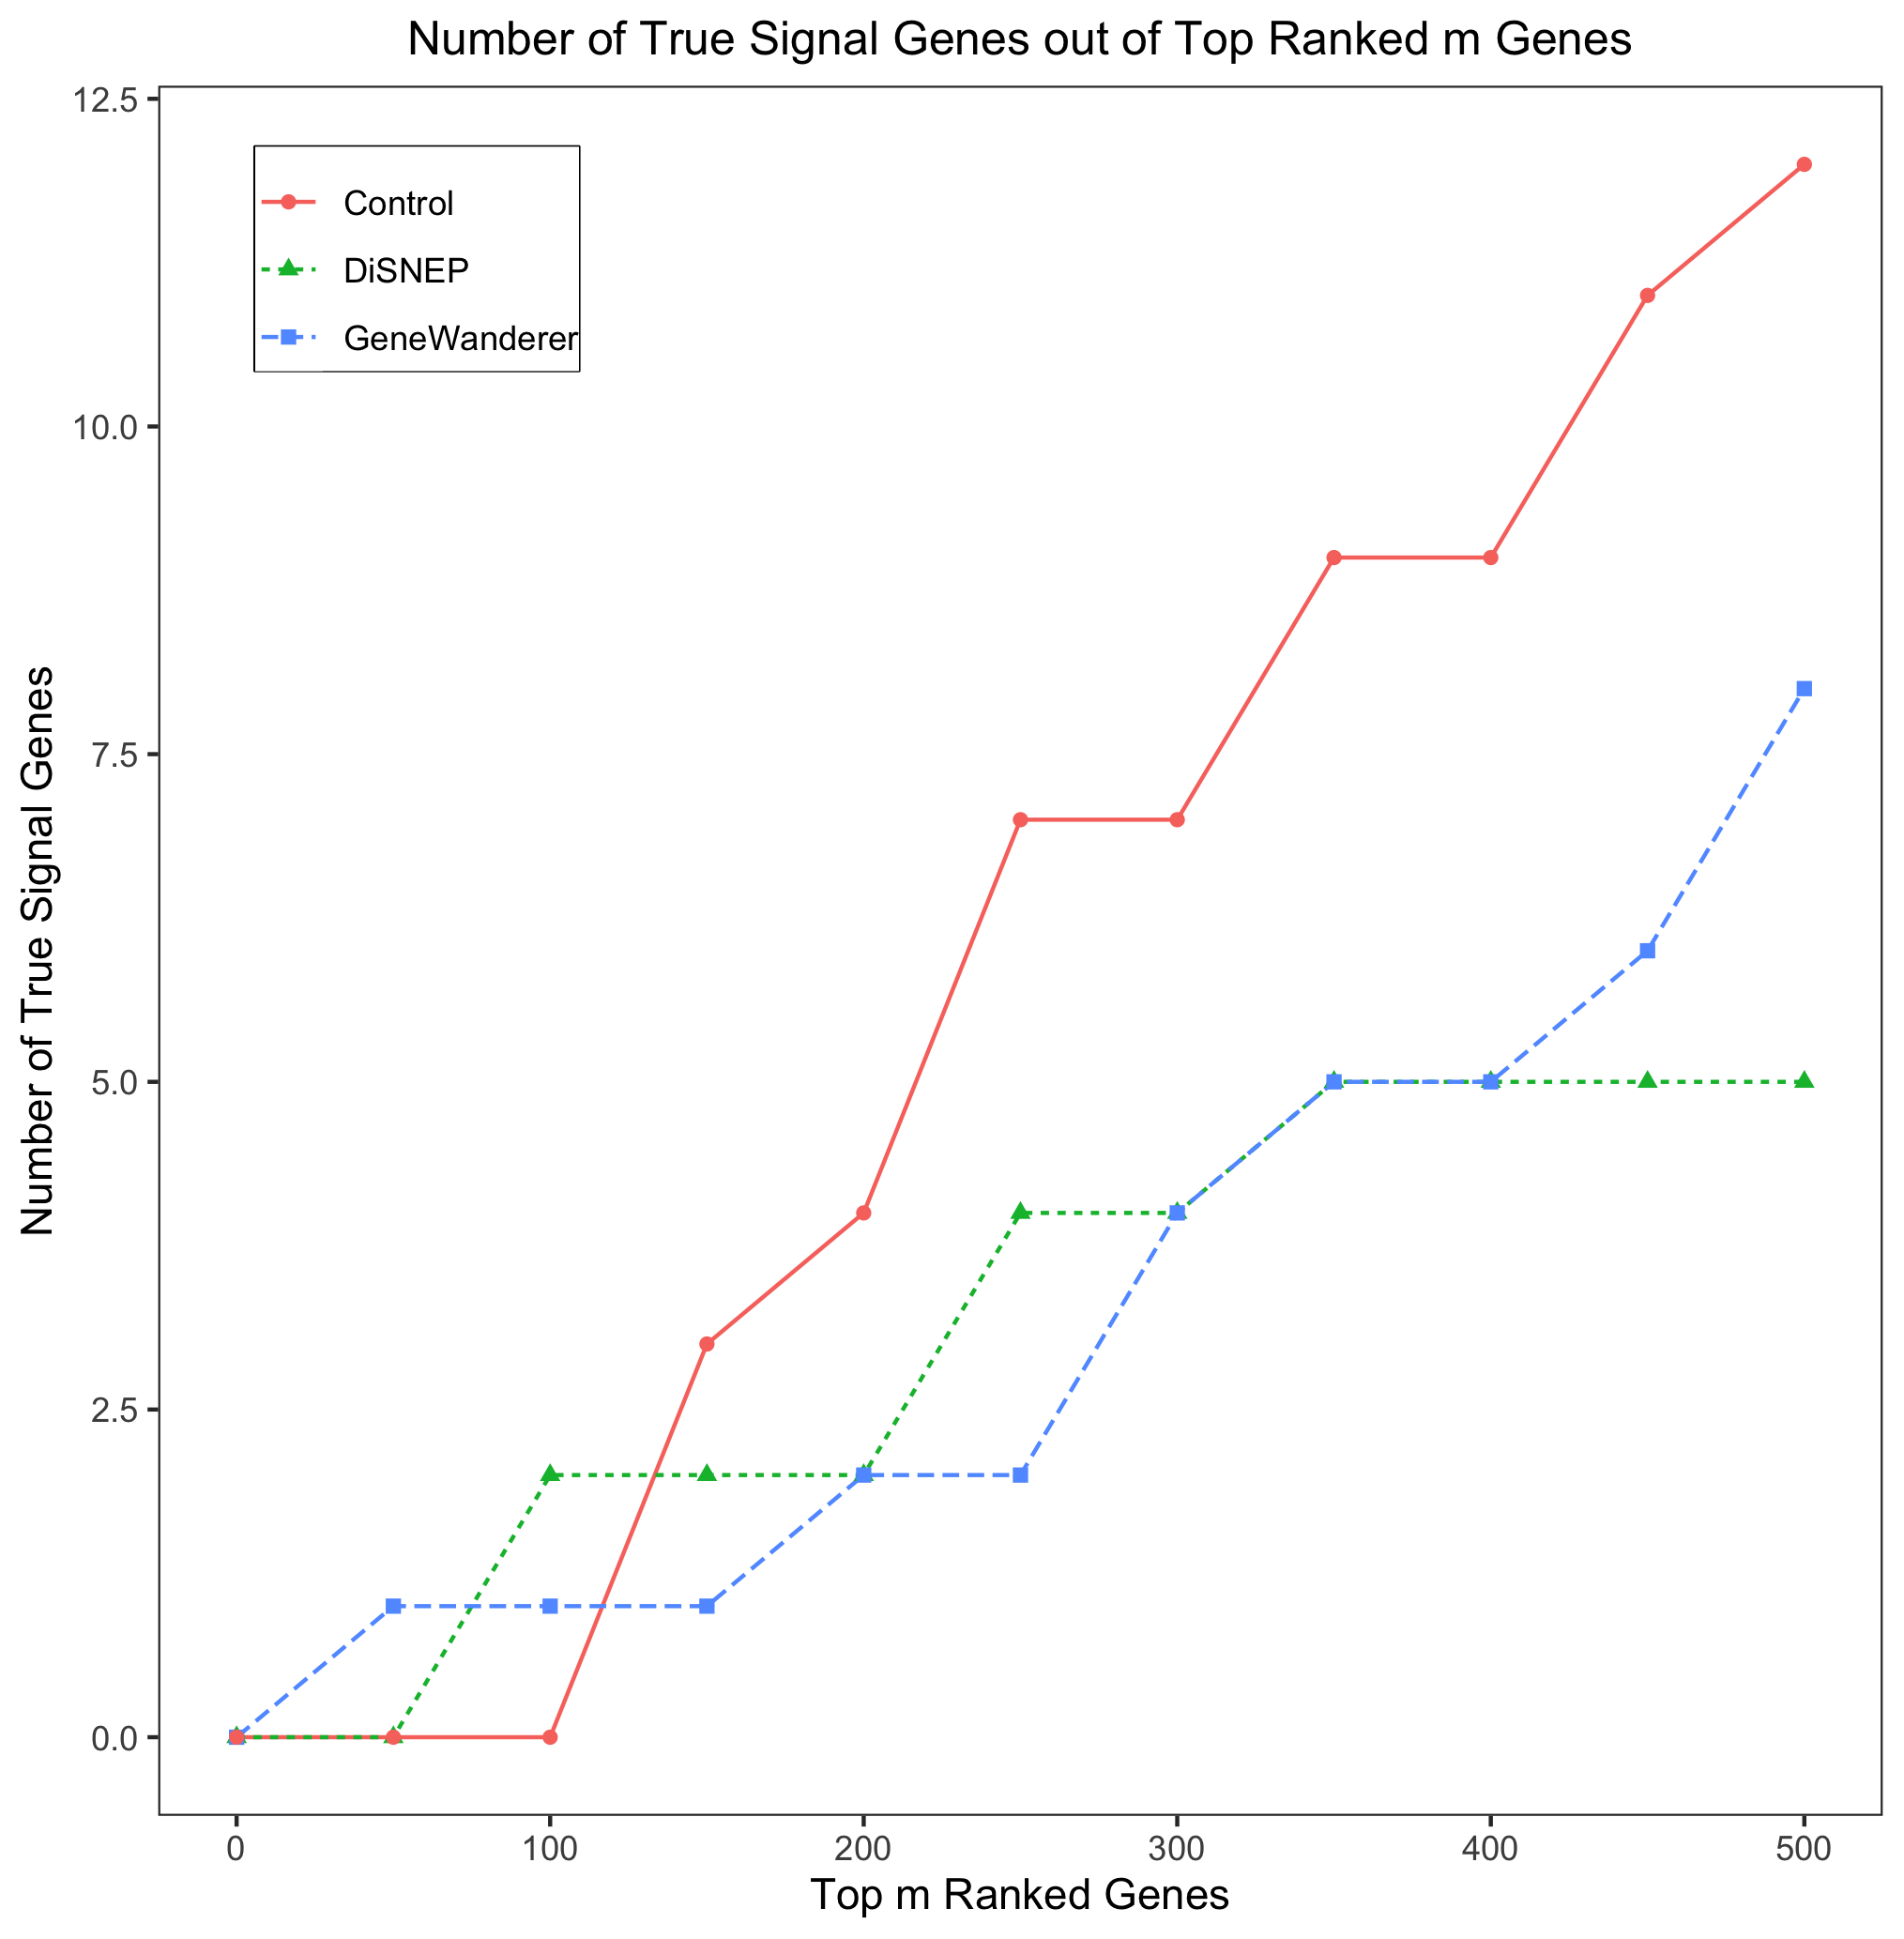 Number of True Signal Genes out of Top Ranked m Genes
12.5
10.0
7.5
5.0
2.5
0.0
Number of True Signal Genes
Control
DiSNEP
GeneWanderer
0 100 200 300 400 500
Top m Ranked Genes